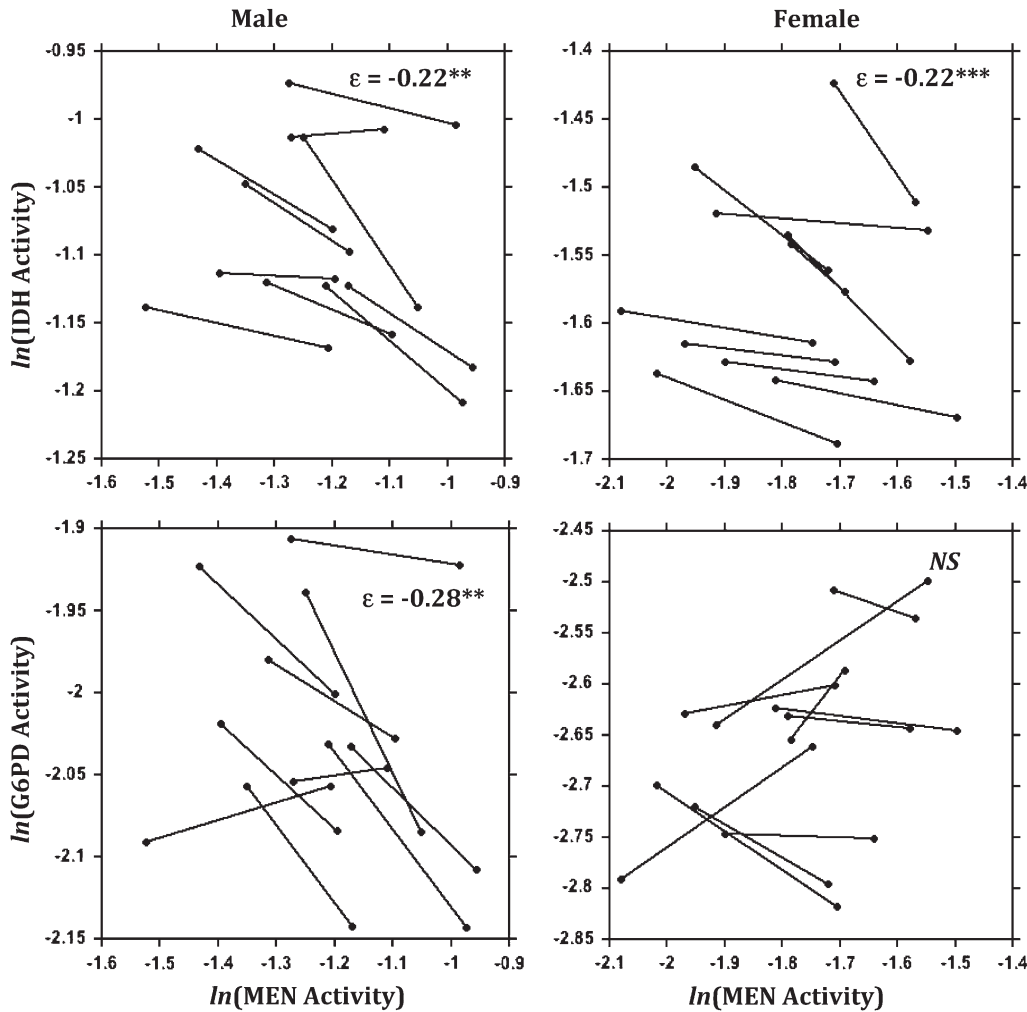 Male
Female
-0.95
-1
-1.05
-1.1
-1.15
-1.2
-1.25
ln(IDH Activity)
ε = -0.22**
-1.6 -1.5 -1.4 -1.3 -1.2 -1.1 -1 -0.9
-1.4
-1.45
-1.5
-1.55
-1.6
-1.65
-1.7
ε = -0.22***
-2.1 -2 -1.9 -1.8 -1.7 -1.6 -1.5 -1.4
-1.9
-1.95
-2
-2.05
-2.1
-2.15
ln(G6PD Activity)
ε = -0.28**
-1.6 -1.5 -1.4 -1.3 -1.2 -1.1 -1 -0.9
ln(MEN Activity)
-2.45
-2.5
-2.55
-2.6
-2.65
-2.7
-2.75
-2.8
-2.85
NS
-2.1 -2 -1.9 -1.8 -1.7 -1.6 -1.5 -1.4
ln(MEN Activity)